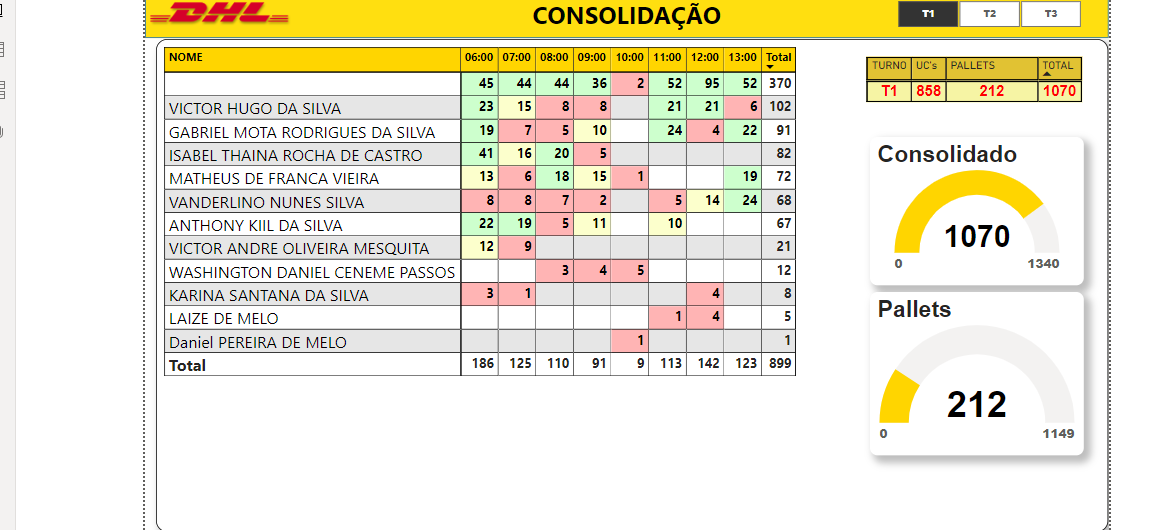 DHL
CONSOLIDAÇÃO
T1 T2 T3
NOME 06:00 07:00 08:00 09:00 10:00 11:00 12:00 13:00 Total
45 44 44 36 2 52 95 52 370
VICTOR HUGO DA SILVA 23 15 8 8 21 21 6 102
GABRIEL MOTA RODRIGUES DA SILVA 19 7 5 10 24 4 22 91
ISABEL THAINA ROCHA DE CASTRO 41 16 20 5 82
MATHEUS DE FRANCA VIEIRA 13 6 18 15 1 19 72
VANDERLINO NUNES SILVA 8 8 7 2 5 14 24 68
ANTHONY KIIL DA SILVA 22 19 5 11 10 67
VICTOR ANDRE OLIVEIRA MESQUITA 12 9 21
WASHINGTON DANIEL CENEME PASSOS 3 4 5 12
KARINA SANTANA DA SILVA 3 1 4 8
LAIZE DE MELO 1 4 5
Daniel PEREIRA DE MELO 1 1
Total 186 125 110 91 9 113 142 123 899
TURNO UC's PALLETS TOTAL
T1 858 212 1070
Consolidado
1070
0 1340
Pallets
212
0 1149